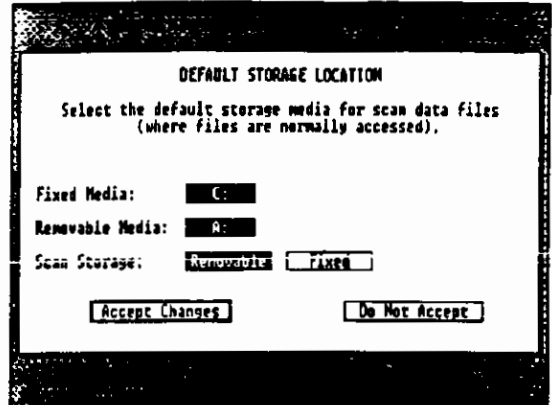 DEFAULT STORAGE LOCATION
Select the default storage media for scan data files
(where files are normally accessed).
Fixed Media: C:
Removable Media: A:
Scan Storage: Removable Fixed
Accept Changes Do Not Accept